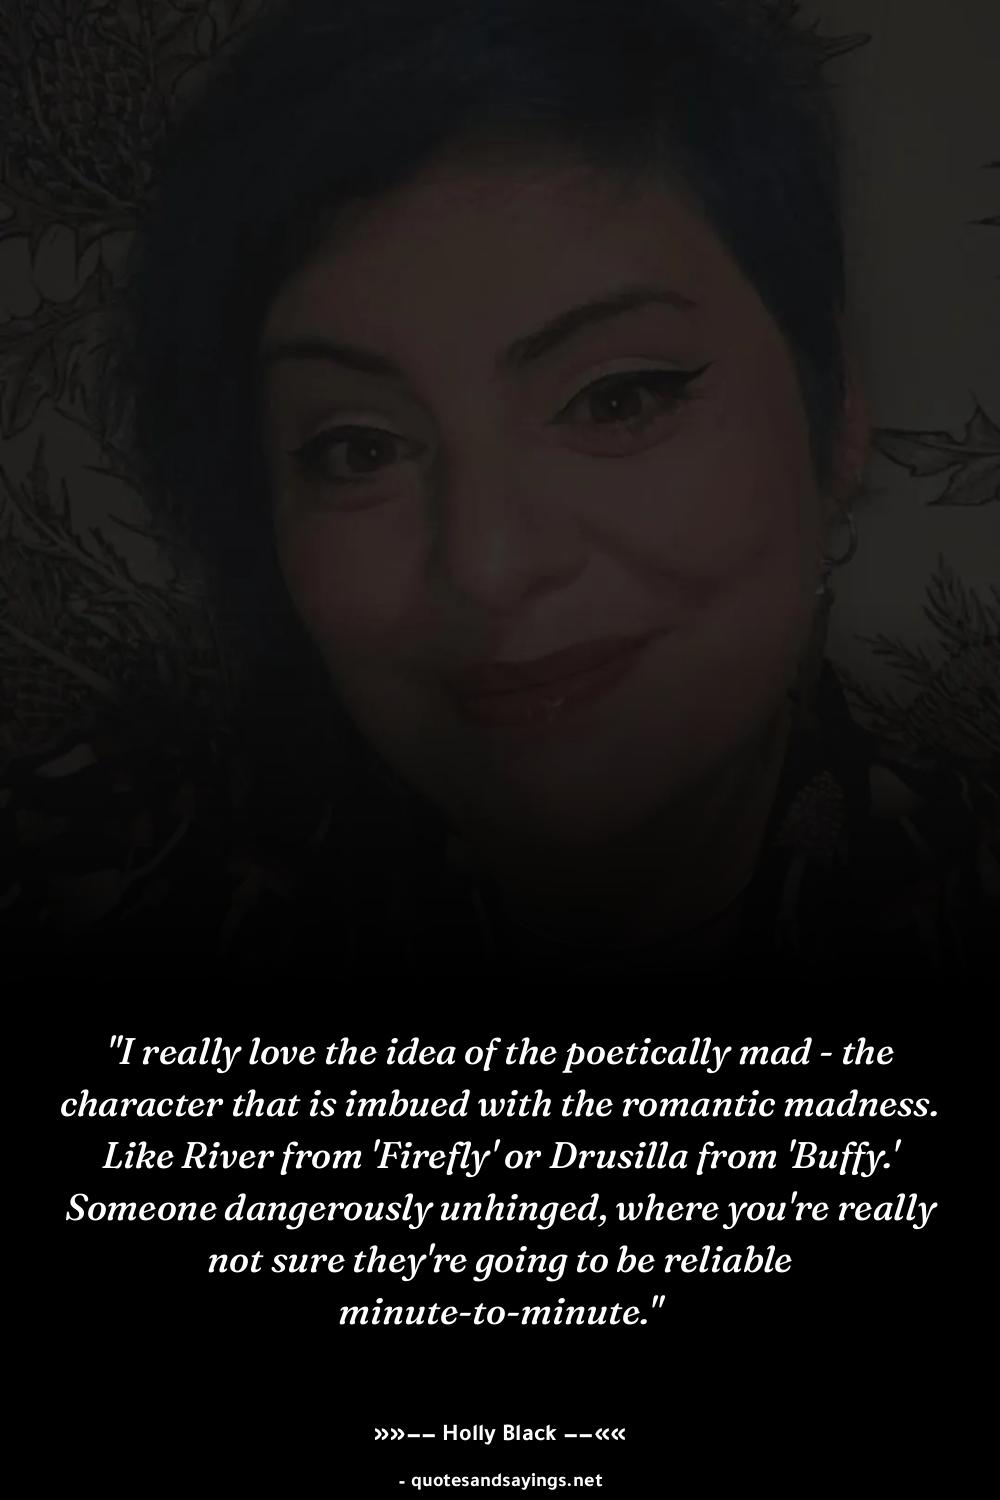 "I really love the idea of the poetically mad - the
character that is imbued with the romantic madness.
Like River from 'Firefly' or Drusilla from 'Buffy.'
Someone dangerously unhinged, where you're really
not sure they're going to be reliable
minute-to-minute."
»»−− Holly Black −−««
- quotesandsayings.net